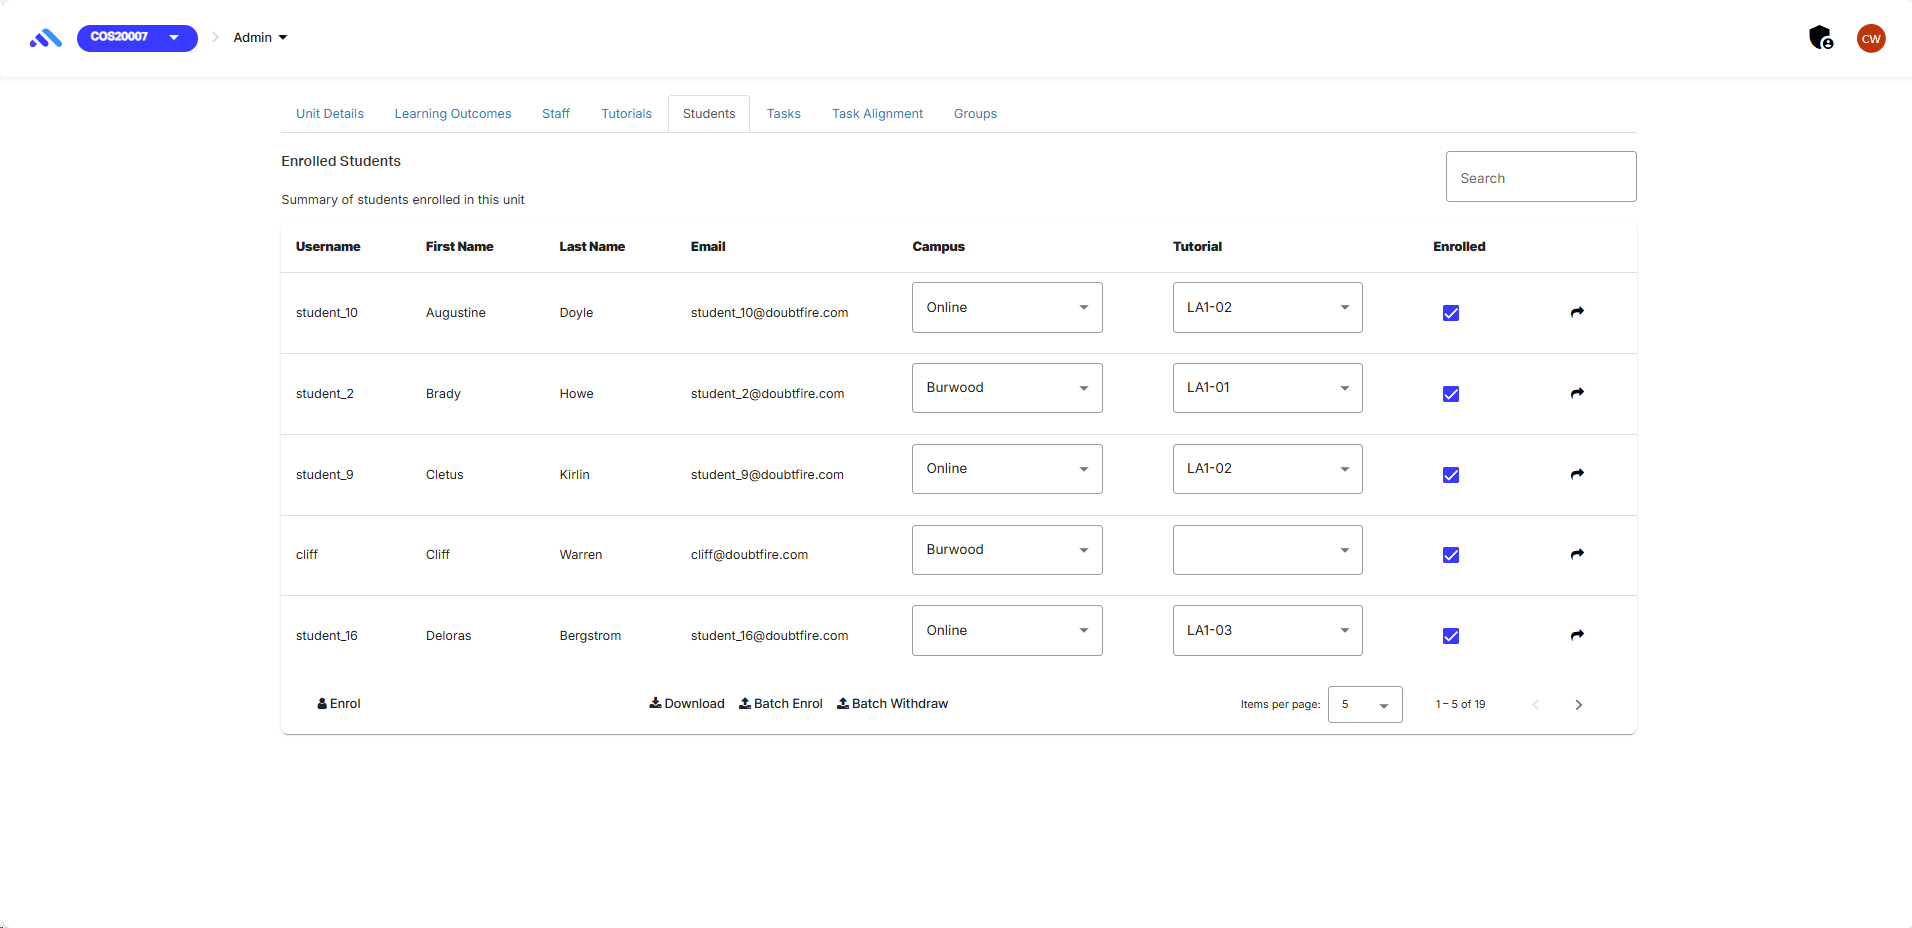 COS20007
Admin
CW
Unit Details Learning Outcomes Staff Tutorials Students Tasks Task Alignment Groups
Enrolled Students
Search
Summary of students enrolled in this unit
Username First Name Last Name Email Campus Tutorial Enrolled
student_10 Augustine Doyle student_10@doubtfire.com Online LA1-02
student_2 Brady Howe student_2@doubtfire.com Burwood LA1-01
student_9 Cletus Kirlin student_9@doubtfire.com Online LA1-02
cliff Cliff Warren cliff@doubtfire.com Burwood
student_16 Deloras Bergstrom student_16@doubtfire.com Online LA1-03
Enrol Download Batch Enrol Batch Withdraw Items per page: 5 1 – 5 of 19